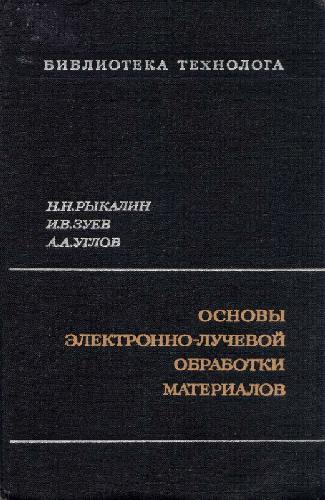 БИБЛИОТЕКА ТЕХНОЛОГА
Н.Н.РЫКАЛИН
И.В.ЗУЕВ
А.А.УГЛОВ
ОСНОВЫ
ЭЛЕКТРОННО-ЛУЧЕВОЙ
ОБРАБОТКИ
МАТЕРИАЛОВ